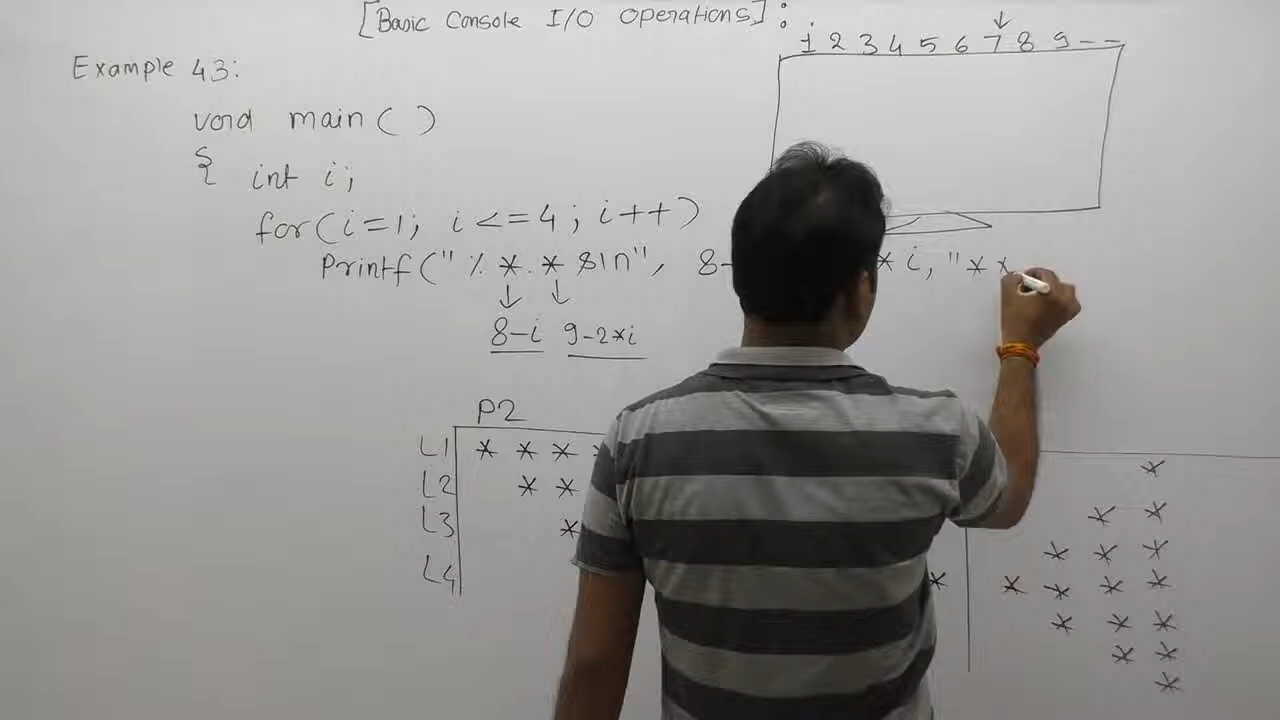 [Basic Console I/O Operations]:
1 2 3 4 5 6 7 8 9 --
Example 43:
void main( )
{ int i;
for(i=1; i<=4; i++)
Printf("%*.*s\n", 8- * i, "**
8-i 9-2*i
P2
L1 * * *
L2 * *
L3 *
L4
*
* *
* * *
* * * * *
* * *
* *
*